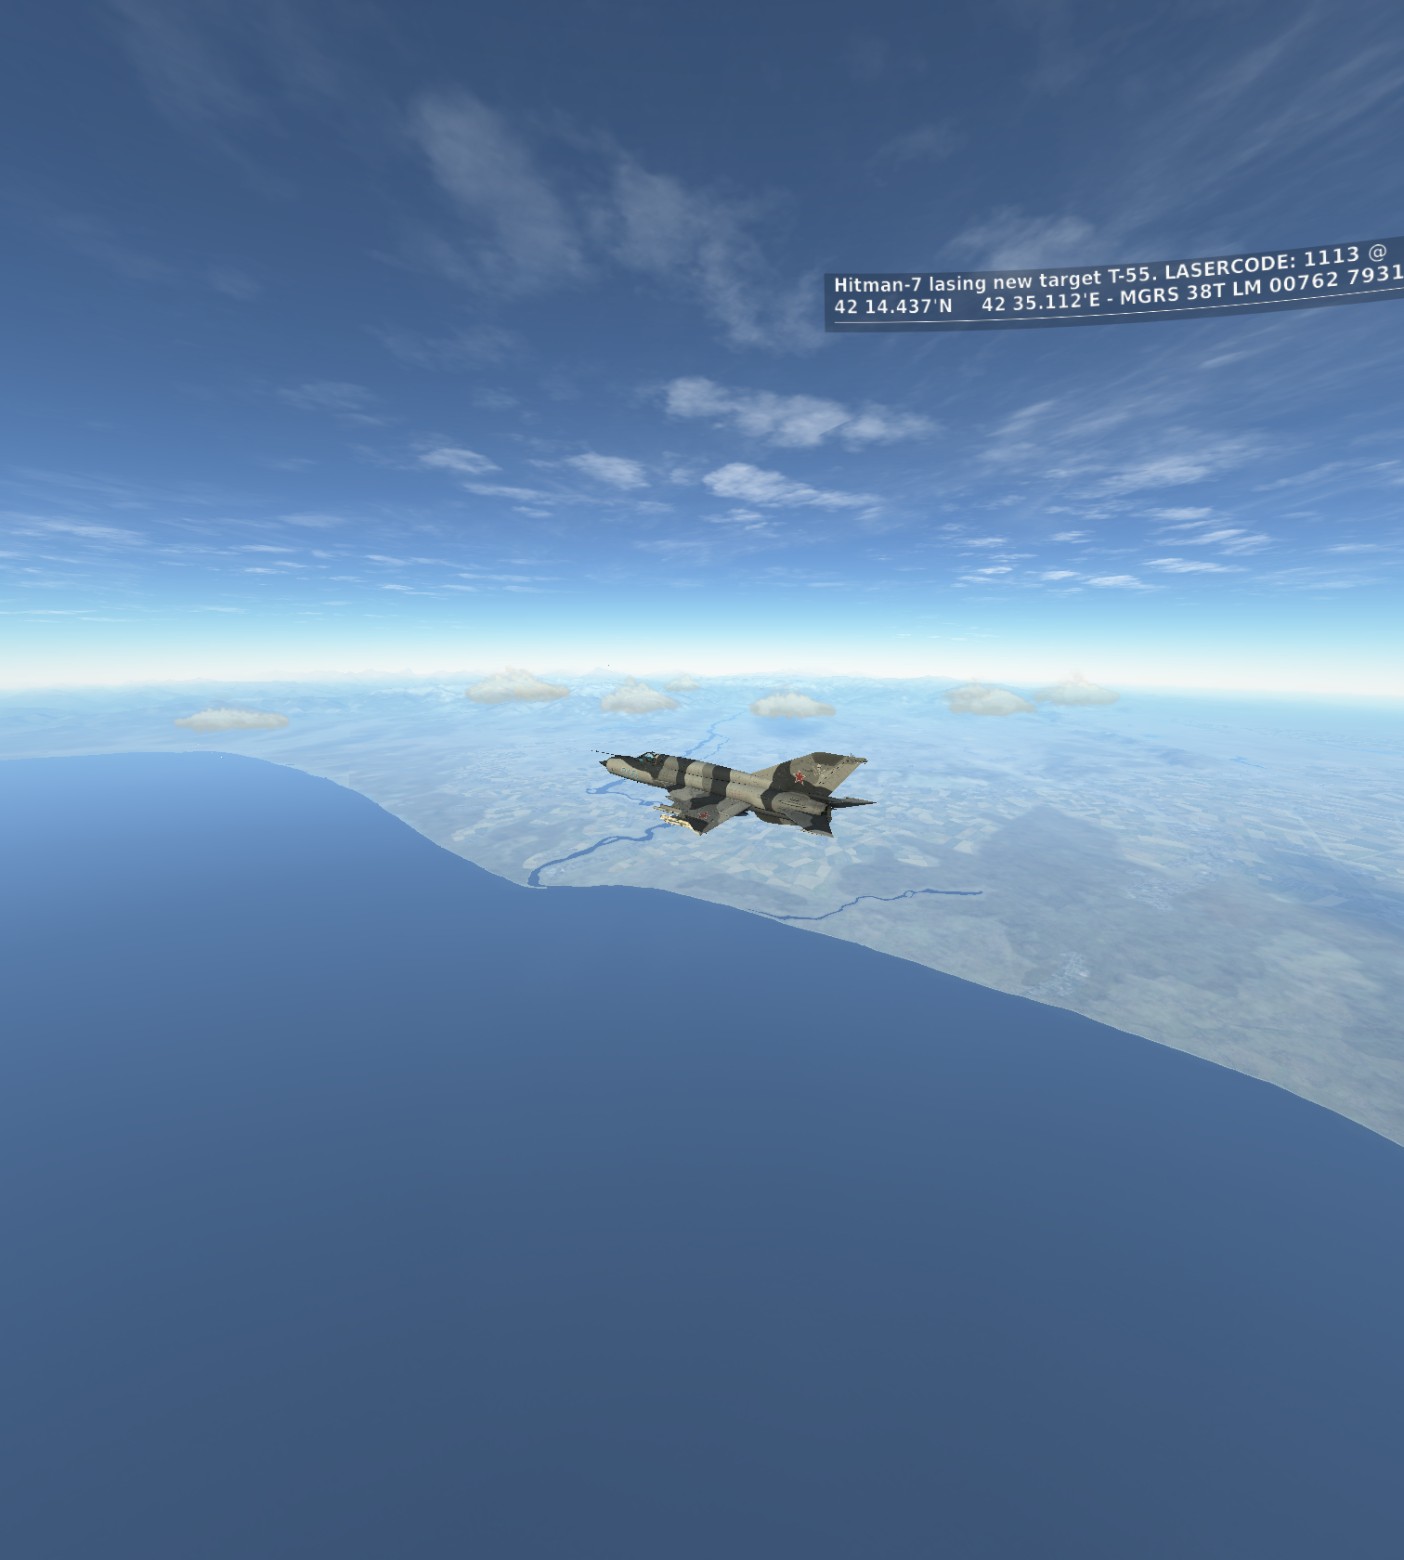 Hitman-7 lasing new target T-55. LASERCODE: 1113 @
42 14.437'N 42 35.112'E - MGRS 38T LM 00762 7931